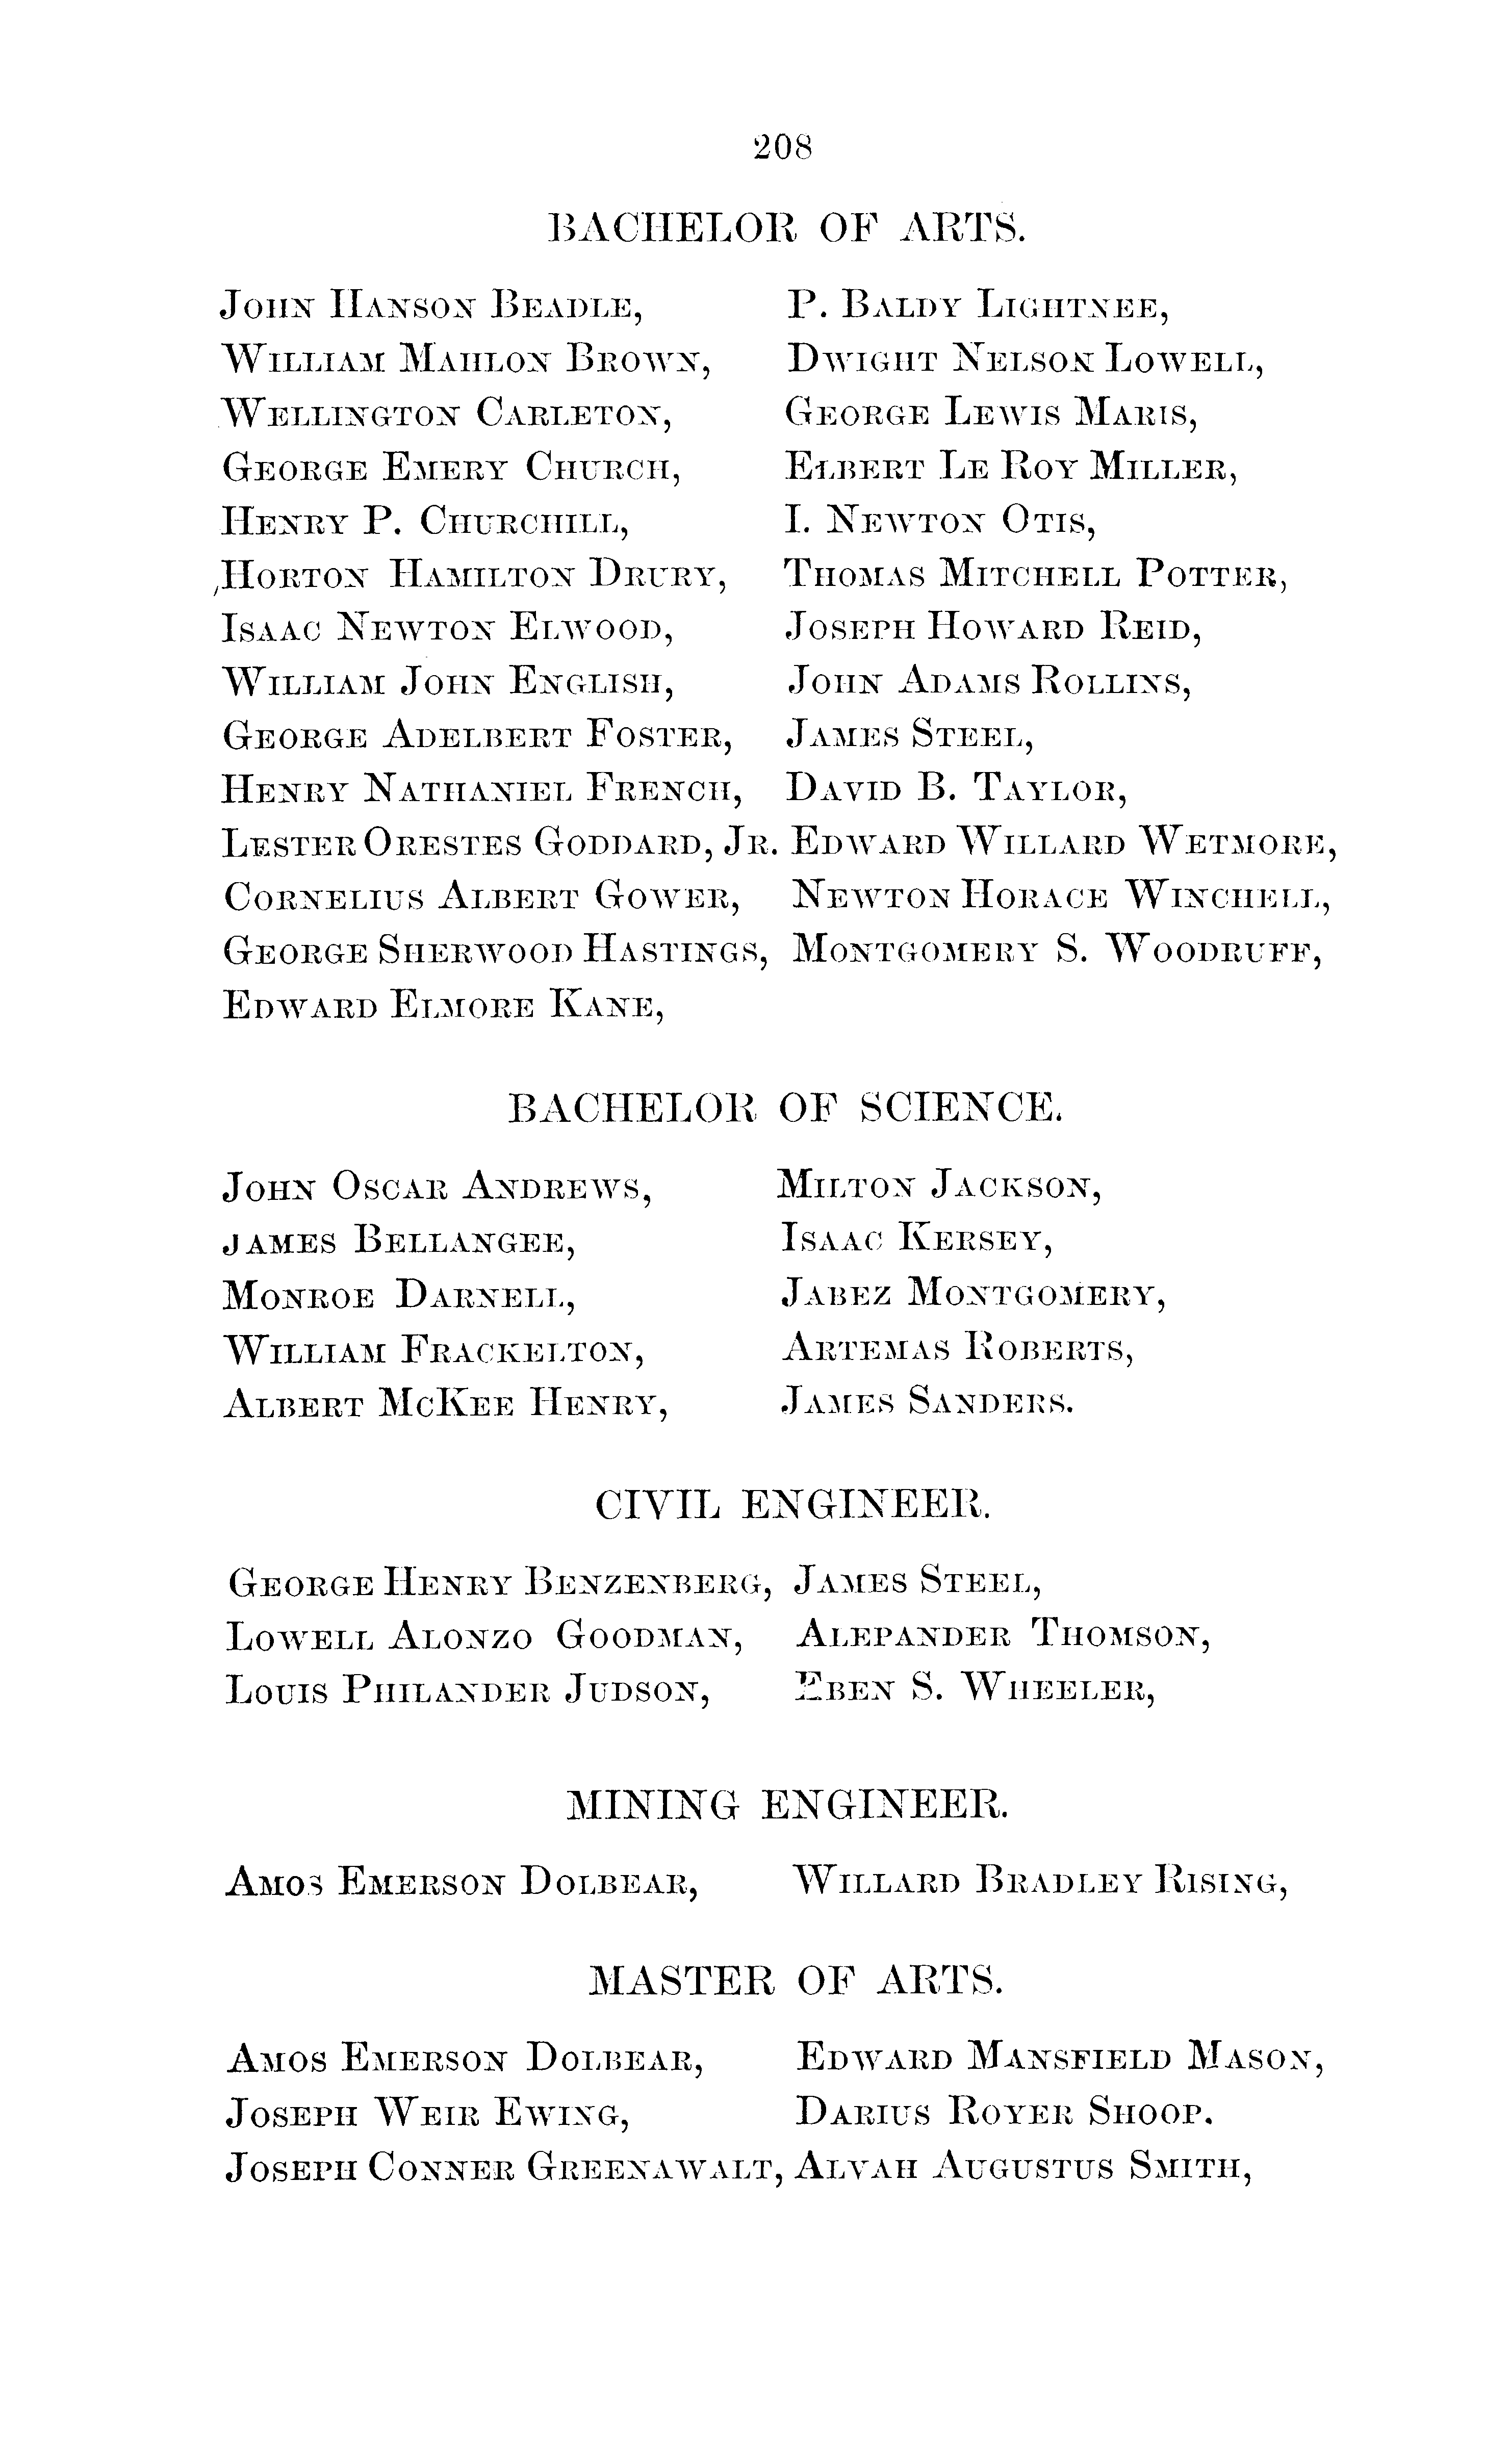 208
BACHELOR OF ARTS.
JOHN HANSON BEADLE, P. BALDY LIGHTNEE,
WILLIAM MAHLON BROWN, DWIGHT NELSON LOWELL,
WELLINGTON CARLETON, GEORGE LEWIS MARIS,
GEORGE EMERY CHURCH, ELBERT LE ROY MILLER,
HENRY P. CHURCHILL, I. NEWTON OTIS,
HORTON HAMILTON DRURY, THOMAS MITCHELL POTTER,
ISAAC NEWTON ELWOOD, JOSEPH HOWARD REID,
WILLIAM JOHN ENGLISH, JOHN ADAMS ROLLINS,
GEORGE ADELBERT FOSTER, JAMES STEEL,
HENRY NATHANIEL FRENCH, DAVID B. TAYLOR,
LESTER ORESTES GODDARD, JR. EDWARD WILLARD WETMORE,
CORNELIUS ALBERT GOWER, NEWTON HORACE WINCHELL,
GEORGE SHERWOOD HASTINGS, MONTGOMERY S. WOODRUFF,
EDWARD ELMORE KANE,
BACHELOR OF SCIENCE.
JOHN OSCAR ANDREWS, MILTON JACKSON,
JAMES BELLANGEE, ISAAC KERSEY,
MONROE DARNELL, JABEZ MONTGOMERY,
WILLIAM FRACKELTON, ARTEMAS ROBERTS,
ALBERT MCKEE HENRY, JAMES SANDERS.
CIVIL ENGINEER.
GEORGE HENRY BENZENBERG, JAMES STEEL,
LOWELL ALONZO GOODMAN, ALEPANDER THOMSON,
LOUIS PHILANDER JUDSON, EBEN S. WHEELER,
MINING ENGINEER.
AMOS EMERSON DOLBEAR, WILLARD BRADLEY RISING,
MASTER OF ARTS.
AMOS EMERSON DOLBEAR, EDWARD MANSFIELD MASON,
JOSEPH WEIR EWING, DARIUS ROYER SHOOP.
JOSEPH CONNER GREENAWALT, ALVAH AUGUSTUS SMITH,